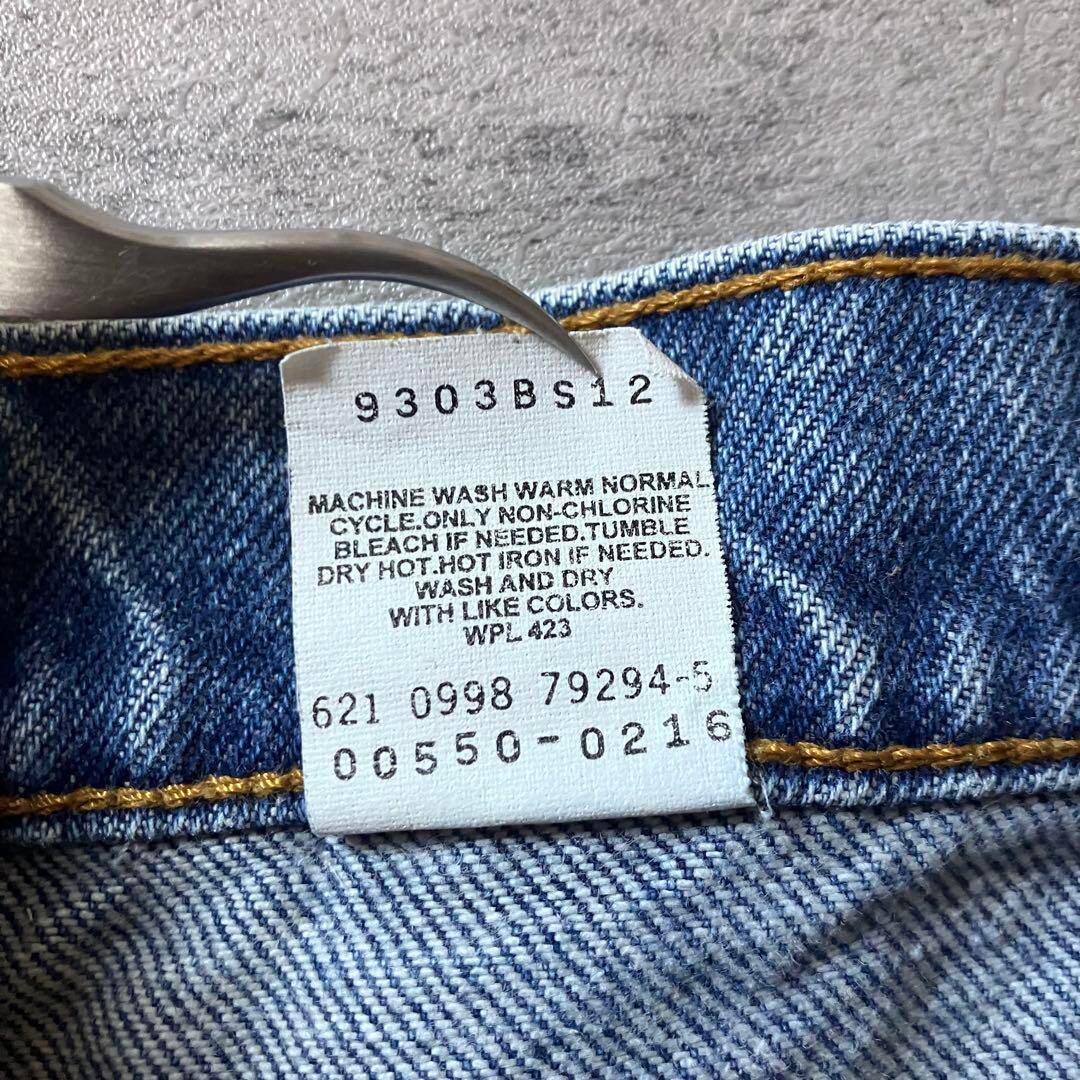 9303BS12
MACHINE WASH WARM NORMAL
CYCLE.ONLY NON-CHLORINE
BLEACH IF NEEDED.TUMBLE
DRY HOT.HOT IRON IF NEEDED.
WASH AND DRY
WITH LIKE COLORS.
WPL 423
621 0998 79294-5
00550-0216